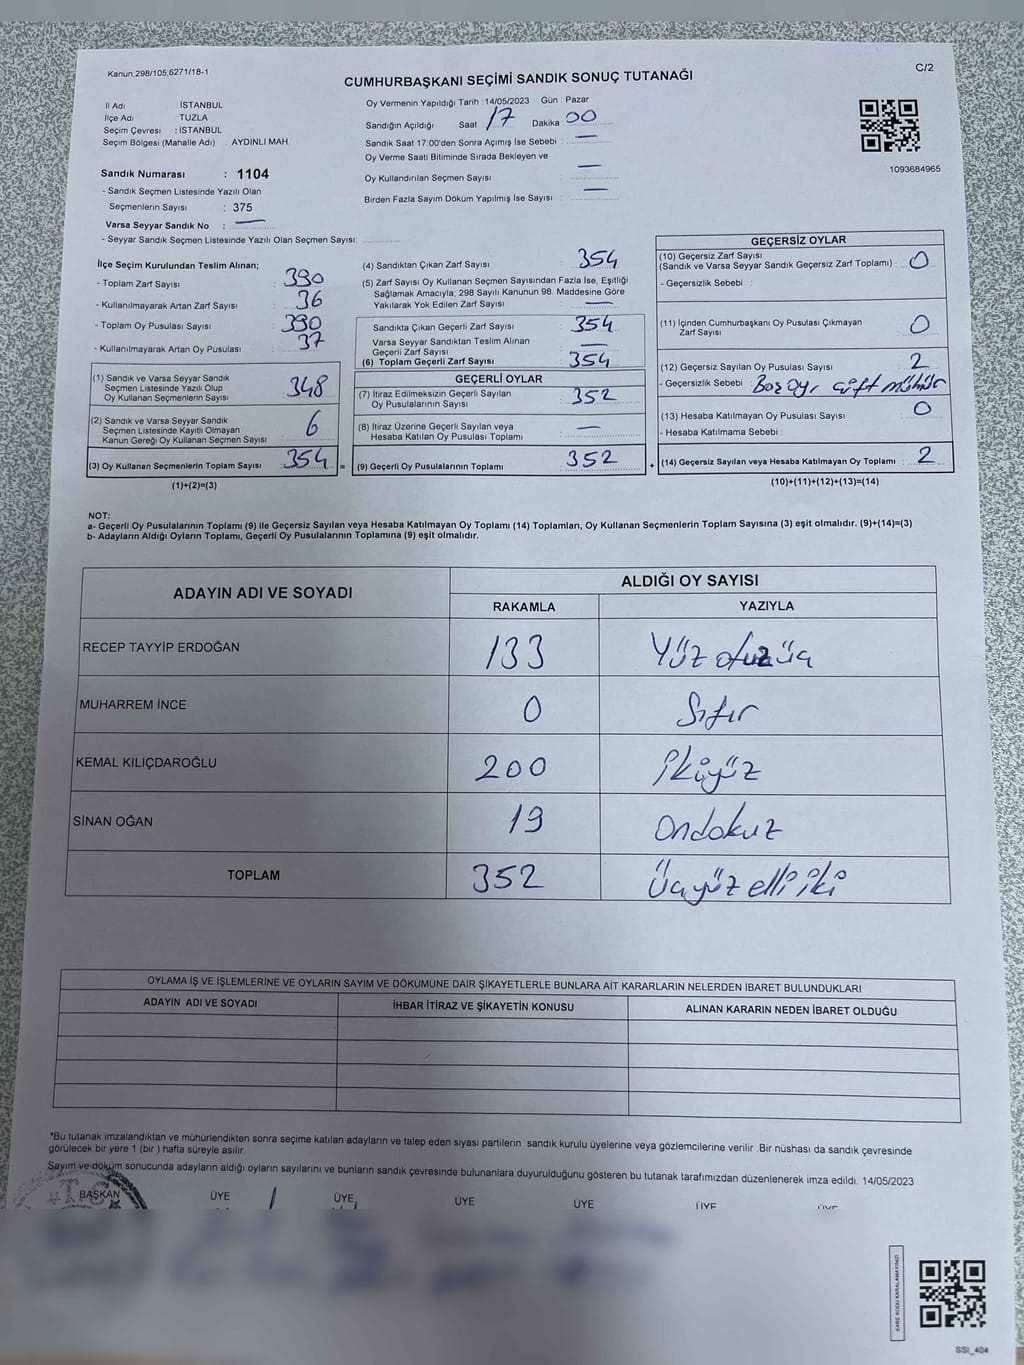 Kanun,298/105,6271/18-1
C/2
CUMHURBAŞKANI SEÇİMİ SANDIK SONUÇ TUTANAĞI
İl Adı : İSTANBUL
İlçe Adı : TUZLA
Seçim Çevresi : İSTANBUL
Seçim Bölgesi (Mahalle Adı) : AYDINLI MAH.
Sandık Numarası : 1104
- Sandık Seçmen Listesinde Yazılı Olan
Seçmenlerin Sayısı : 375
Varsa Seyyar Sandık No : —
- Seyyar Sandık Seçmen Listesinde Yazılı Olan Seçmen Sayısı:
Oy Vermenin Yapıldığı Tarih :14/05/2023 Gün : Pazar
Sandığın Açıldığı Saat 17 Dakika 00
Sandık Saat 17:00'den Sonra Açımış İse Sebebi : —
Oy Verme Saati Bitiminde Sırada Bekleyen ve
Oy Kullandırılan Seçmen Sayısı : —
Birden Fazla Sayım Döküm Yapılmış İse Sayısı : —
1093684965
İlçe Seçim Kurulundan Teslim Alınan;
- Toplam Zarf Sayısı : 390
- Kullanılmayarak Artan Zarf Sayısı : 36
- Toplam Oy Pusulası Sayısı : 390
- Kullanılmayarak Artan Oy Pusulası : 37
(1) Sandık ve Varsa Seyyar Sandık
Seçmen Listesinde Yazılı Olup
Oy Kullanan Seçmenlerin Sayısı : 348
(2) Sandık ve Varsa Seyyar Sandık
Seçmen Listesinde Kayıtlı Olmayan
Kanun Gereği Oy Kullanan Seçmen Sayısı : 6
(3) Oy Kullanan Seçmenlerin Toplam Sayısı : 354
(1)+(2)=(3)
(4) Sandıktan Çıkan Zarf Sayısı : 354
(5) Zarf Sayısı Oy Kullanan Seçmen Sayısından Fazla İse, Eşitliği
Sağlamak Amacıyla, 298 Sayılı Kanunun 98. Maddesine Göre
Yakılarak Yok Edilen Zarf Sayısı : —
Sandıkta Çıkan Geçerli Zarf Sayısı : 354
Varsa Seyyar Sandıktan Teslim Alınan
Geçerli Zarf Sayısı : —
(6) Toplam Geçerli Zarf Sayısı : 354
GEÇERLİ OYLAR
(7) İtiraz Edilmeksizin Geçerli Sayılan
Oy Pusulalarının Sayısı : 352
(8) İtiraz Üzerine Geçerli Sayılan veya
Hesaba Katılan Oy Pusulası Toplamı : —
= (9) Geçerli Oy Pusulalarının Toplamı : 352
GEÇERSİZ OYLAR
(10) Geçersiz Zarf Sayısı
(Sandık ve Varsa Seyyar Sandık Geçersiz Zarf Toplamı) : 0
- Geçersizlik Sebebi :
(11) İçinden Cumhurbaşkanı Oy Pusulası Çıkmayan
Zarf Sayısı : 0
(12) Geçersiz Sayılan Oy Pusulası Sayısı : 2
- Geçersizlik Sebebi : Boş oy, çift mühür
(13) Hesaba Katılmayan Oy Pusulası Sayısı : 0
- Hesaba Katılmama Sebebi :
+ (14) Geçersiz Sayılan veya Hesaba Katılmayan Oy Toplamı : 2
(10)+(11)+(12)+(13)=(14)
NOT:
a- Geçerli Oy Pusulalarının Toplamı (9) ile Geçersiz Sayılan veya Hesaba Katılmayan Oy Toplamı (14) Toplamları, Oy Kullanan Seçmenlerin Toplam Sayısına (3) eşit olmalıdır. (9)+(14)=(3)
b- Adayların Aldığı Oyların Toplamı, Geçerli Oy Pusulalarının Toplamına (9) eşit olmalıdır.
ADAYIN ADI VE SOYADI ALDIĞI OY SAYISI
RAKAMLA YAZIYLA
RECEP TAYYİP ERDOĞAN 133 Yüz otuz üç
MUHARREM İNCE 0 Sıfır
KEMAL KILIÇDAROĞLU 200 İkiyüz
SİNAN OĞAN 19 Ondokuz
TOPLAM 352 Üçyüz elli iki
OYLAMA İŞ VE İŞLEMLERİNE VE OYLARIN SAYIM VE DÖKÜMÜNE DAİR ŞİKAYETLERLE BUNLARA AİT KARARLARIN NELERDEN İBARET BULUNDUKLARI
ADAYIN ADI VE SOYADI İHBAR İTİRAZ VE ŞİKAYETİN KONUSU ALINAN KARARIN NEDEN İBARET OLDUĞU
*Bu tutanak imzalandıktan ve mühürlendikten sonra seçime katılan adayların ve talep eden siyasi partilerin sandık kurulu üyelerine veya gözlemcilerine verilir. Bir nüshası da sandık çevresinde
görülecek bir yere 1 (bir ) hafta süreyle asılır.
Sayım ve döküm sonucunda adayların aldığı oyların sayılarını ve bunların sandık çevresinde bulunanlara duyurulduğunu gösteren bu tutanak tarafımızdan düzenlenerek imza edildi. 14/05/2023
BAŞKAN ÜYE ÜYE ÜYE ÜYE ÜYE ÜYE
SSİ_404